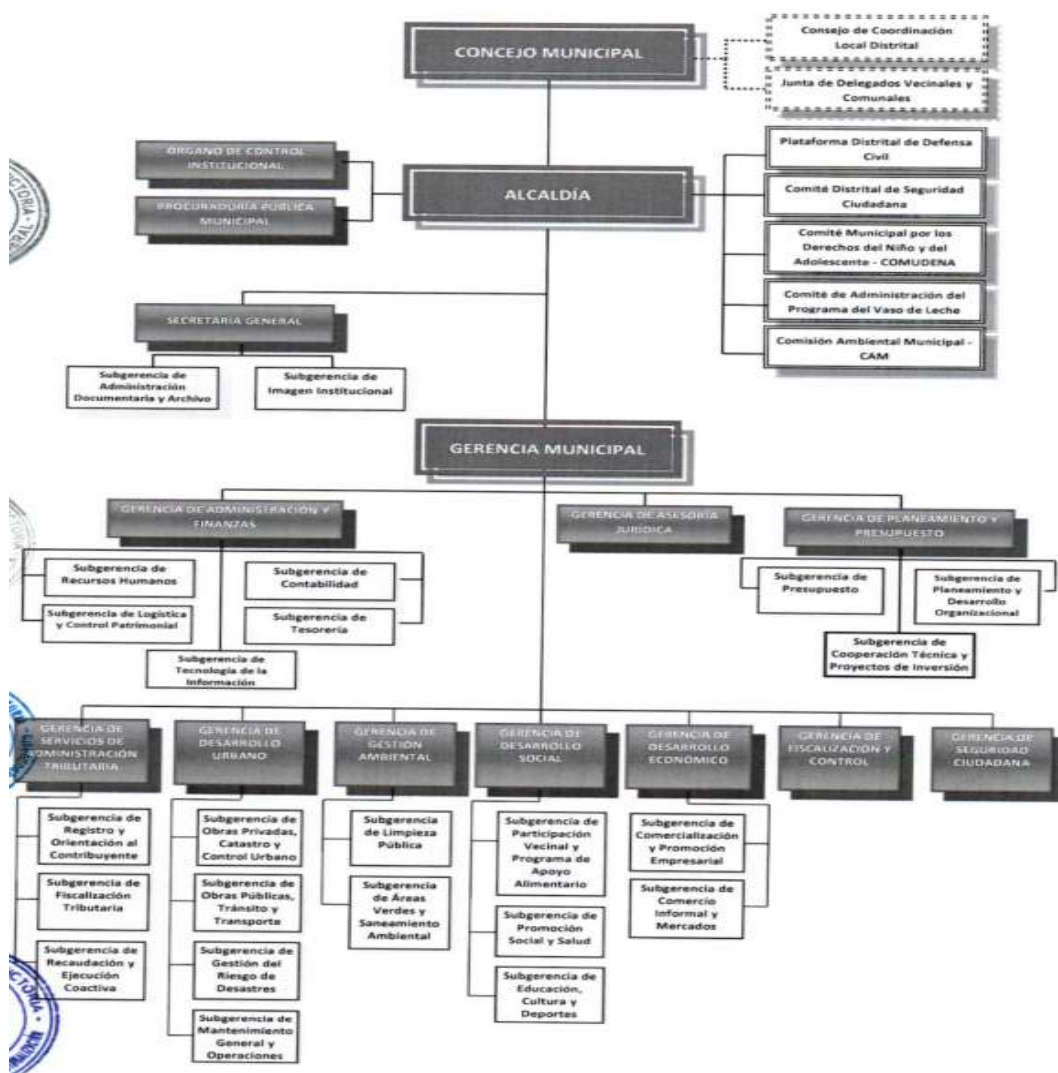 CONCEJO MUNICIPAL
Consejo de Coordinación
Local Distrital
Junta de Delegados Vecinales y
Comunales
ÓRGANO DE CONTROL
INSTITUCIONAL
PROCURADURÍA PÚBLICA
MUNICIPAL
ALCALDÍA
Plataforma Distrital de Defensa
Civil
Comité Distrital de Seguridad
Ciudadana
Comité Municipal por los
Derechos del Niño y del
Adolescente - COMUDENA
Comité de Administración del
Programa del Vaso de Leche
Comisión Ambiental Municipal -
CAM
SECRETARÍA GENERAL
Subgerencia de
Administración
Documentaria y Archivo
Subgerencia de
Imagen Institucional
GERENCIA MUNICIPAL
GERENCIA DE ADMINISTRACIÓN Y
FINANZAS
GERENCIA DE ASESORÍA
JURÍDICA
GERENCIA DE PLANEAMIENTO Y
PRESUPUESTO
Subgerencia de
Recursos Humanos
Subgerencia de
Contabilidad
Subgerencia de Logística
y Control Patrimonial
Subgerencia de
Tesorería
Subgerencia de
Tecnología de la
Información
Subgerencia de
Presupuesto
Subgerencia de
Planeamiento y
Desarrollo
Organizacional
Subgerencia de
Cooperación Técnica y
Proyectos de Inversión
GERENCIA DE
SERVICIOS DE
ADMINISTRACIÓN
TRIBUTARIA
GERENCIA DE
DESARROLLO
URBANO
GERENCIA DE
GESTIÓN
AMBIENTAL
GERENCIA DE
DESARROLLO
SOCIAL
GERENCIA DE
DESARROLLO
ECONÓMICO
GERENCIA DE
FISCALIZACIÓN Y
CONTROL
GERENCIA DE
SEGURIDAD
CIUDADANA
Subgerencia de
Registro y
Orientación al
Contribuyente
Subgerencia de
Fiscalización
Tributaria
Subgerencia de
Recaudación y
Ejecución
Coactiva
Subgerencia de
Obras Privadas,
Catastro y
Control Urbano
Subgerencia de
Obras Públicas,
Tránsito y
Transporte
Subgerencia de
Gestión del
Riesgo de
Desastres
Subgerencia de
Mantenimiento
General y
Operaciones
Subgerencia
de Limpieza
Pública
Subgerencia
de Áreas
Verdes y
Saneamiento
Ambiental
Subgerencia de
Participación
Vecinal y
Programa de
Apoyo
Alimentario
Subgerencia de
Promoción
Social y Salud
Subgerencia de
Educación,
Cultura y
Deportes
Subgerencia de
Comercialización
y Promoción
Empresarial
Subgerencia de
Comercio
Informal y
Mercados